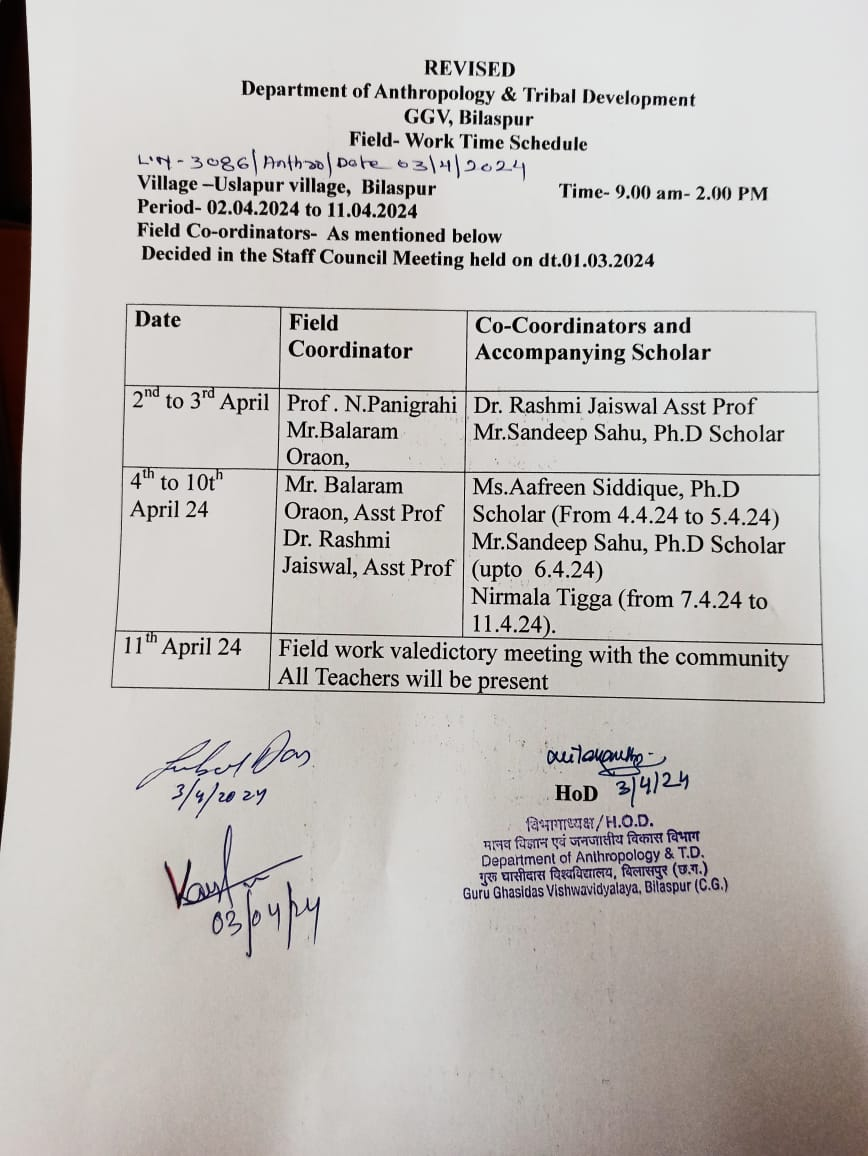 REVISED
Department of Anthropology & Tribal Development
GGV, Bilaspur
Field- Work Time Schedule
3086/Anthro/Date 03/4/2024
Village –Uslapur village, Bilaspur Time- 9.00 am- 2.00 PM
Period- 02.04.2024 to 11.04.2024
Field Co-ordinators- As mentioned below
Decided in the Staff Council Meeting held on dt.01.03.2024
Date
Field
Coordinator
Co-Coordinators and
Accompanying Scholar
2nd to 3rd April
Prof . N.Panigrahi
Mr.Balaram
Oraon,
Dr. Rashmi Jaiswal Asst Prof
Mr.Sandeep Sahu, Ph.D Scholar
4th to 10th
April 24
Mr. Balaram
Oraon, Asst Prof
Dr. Rashmi
Jaiswal, Asst Prof
Ms.Aafreen Siddique, Ph.D
Scholar (From 4.4.24 to 5.4.24)
Mr.Sandeep Sahu, Ph.D Scholar
(upto 6.4.24)
Nirmala Tigga (from 7.4.24 to
11.4.24).
11th April 24
Field work valedictory meeting with the community
All Teachers will be present
Das
3/4/2024
03/04/24
HoD 3/4/24
विभागाध्यक्ष/H.O.D.
मानव विज्ञान एवं जनजातीय विकास विभाग
Department of Anthropology & T.D.
गुरू घासीदास विश्वविद्यालय, बिलासपुर (छ.ग.)
Guru Ghasidas Vishwavidyalaya, Bilaspur (C.G.)